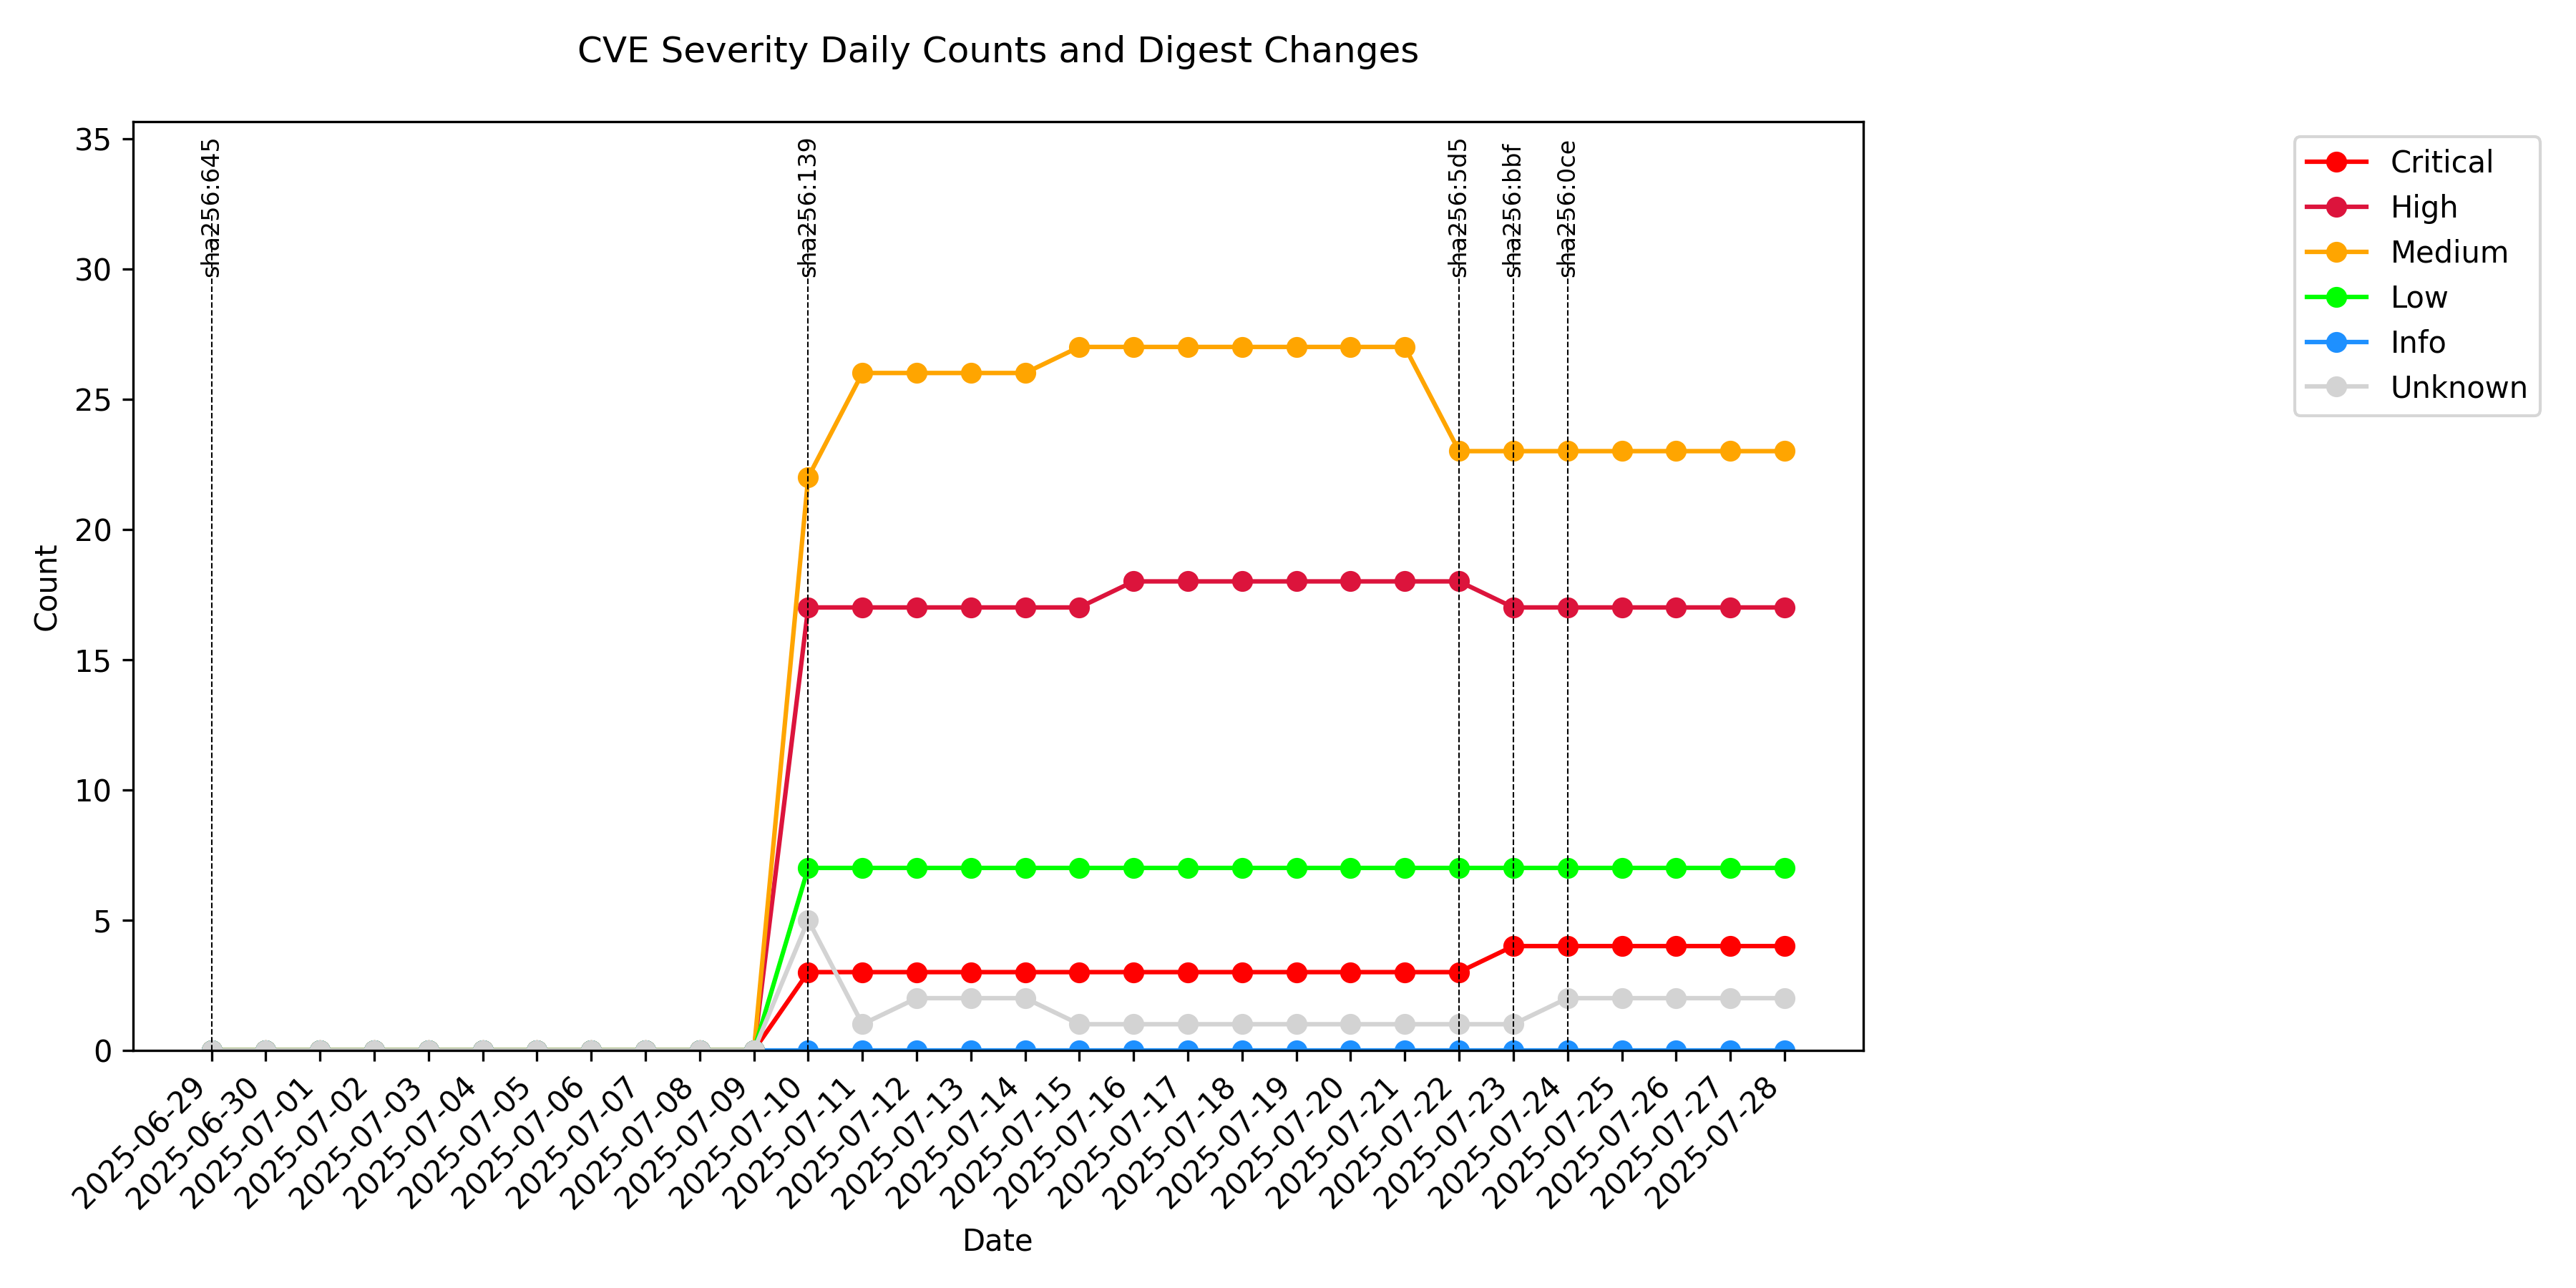 CVE Severity Daily Counts and Digest Changes
35
30
25
20
15
10
5
0
Count
sha256:645
sha256:139
sha256:5d5
sha256:bbf
sha256:0ce
Critical
High
Medium
Low
Info
Unknown
2025-06-29
2025-06-30
2025-07-01
2025-07-02
2025-07-03
2025-07-04
2025-07-05
2025-07-06
2025-07-07
2025-07-08
2025-07-09
2025-07-10
2025-07-11
2025-07-12
2025-07-13
2025-07-14
2025-07-15
2025-07-16
2025-07-17
2025-07-18
2025-07-19
2025-07-20
2025-07-21
2025-07-22
2025-07-23
2025-07-24
2025-07-25
2025-07-26
2025-07-27
2025-07-28
Date